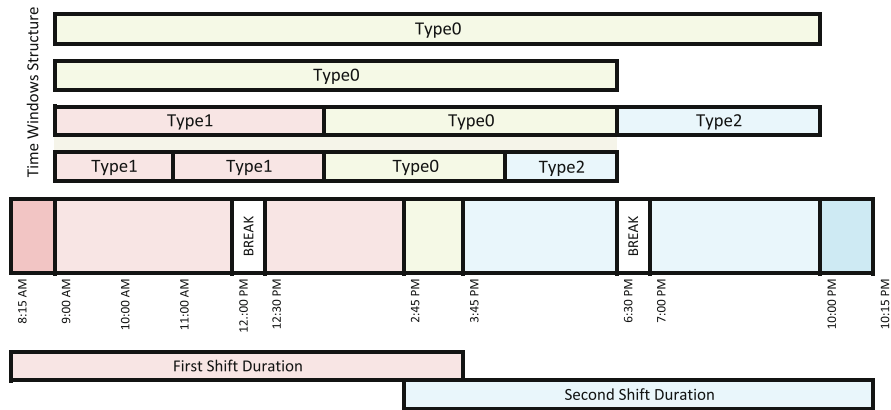 Time Windows Structure
Type0
Type0
Type1 Type0 Type2
Type1 Type1 Type0 Type2
BREAK BREAK
8:15 AM 9:00 AM 10:00 AM 11:00 AM 12.:00 PM 12:30 PM 2:45 PM 3:45 PM 6:30 PM 7:00 PM 10:00 PM 10:15 PM
First Shift Duration
Second Shift Duration